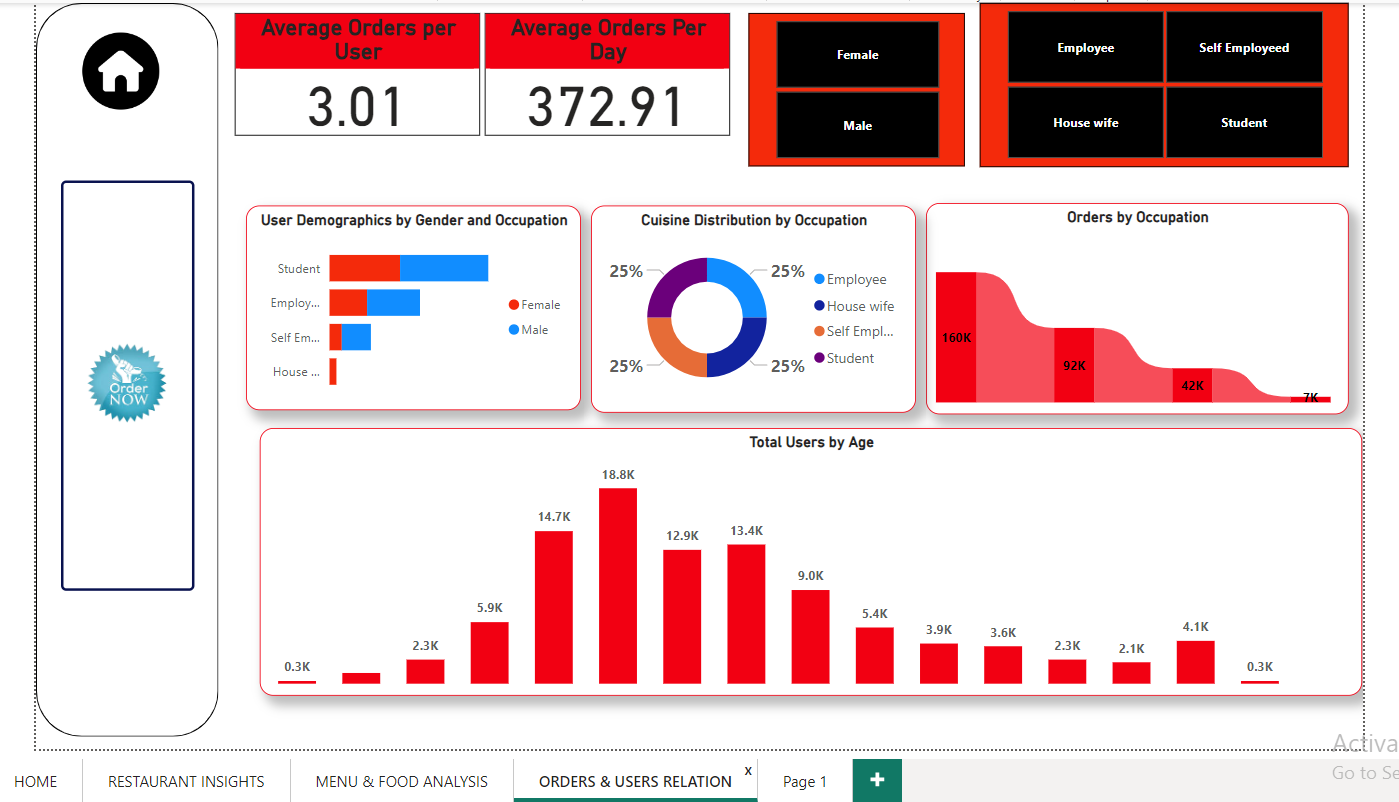 Average Orders per
User
3.01
Average Orders Per
Day
372.91
Female
Male
Employee
Self Employeed
House wife
Student
Order
NOW
User Demographics by Gender and Occupation
Student
Employ...
Self Em...
House ...
Female
Male
Cuisine Distribution by Occupation
25%
25%
25%
25%
Employee
House wife
Self Empl...
Student
Orders by Occupation
160K
92K
42K
7K
Total Users by Age
0.3K
2.3K
5.9K
14.7K
18.8K
12.9K
13.4K
9.0K
5.4K
3.9K
3.6K
2.3K
2.1K
4.1K
0.3K
Activa
Go to Se
HOME
RESTAURANT INSIGHTS
MENU & FOOD ANALYSIS
ORDERS & USERS RELATION
x
Page 1
+